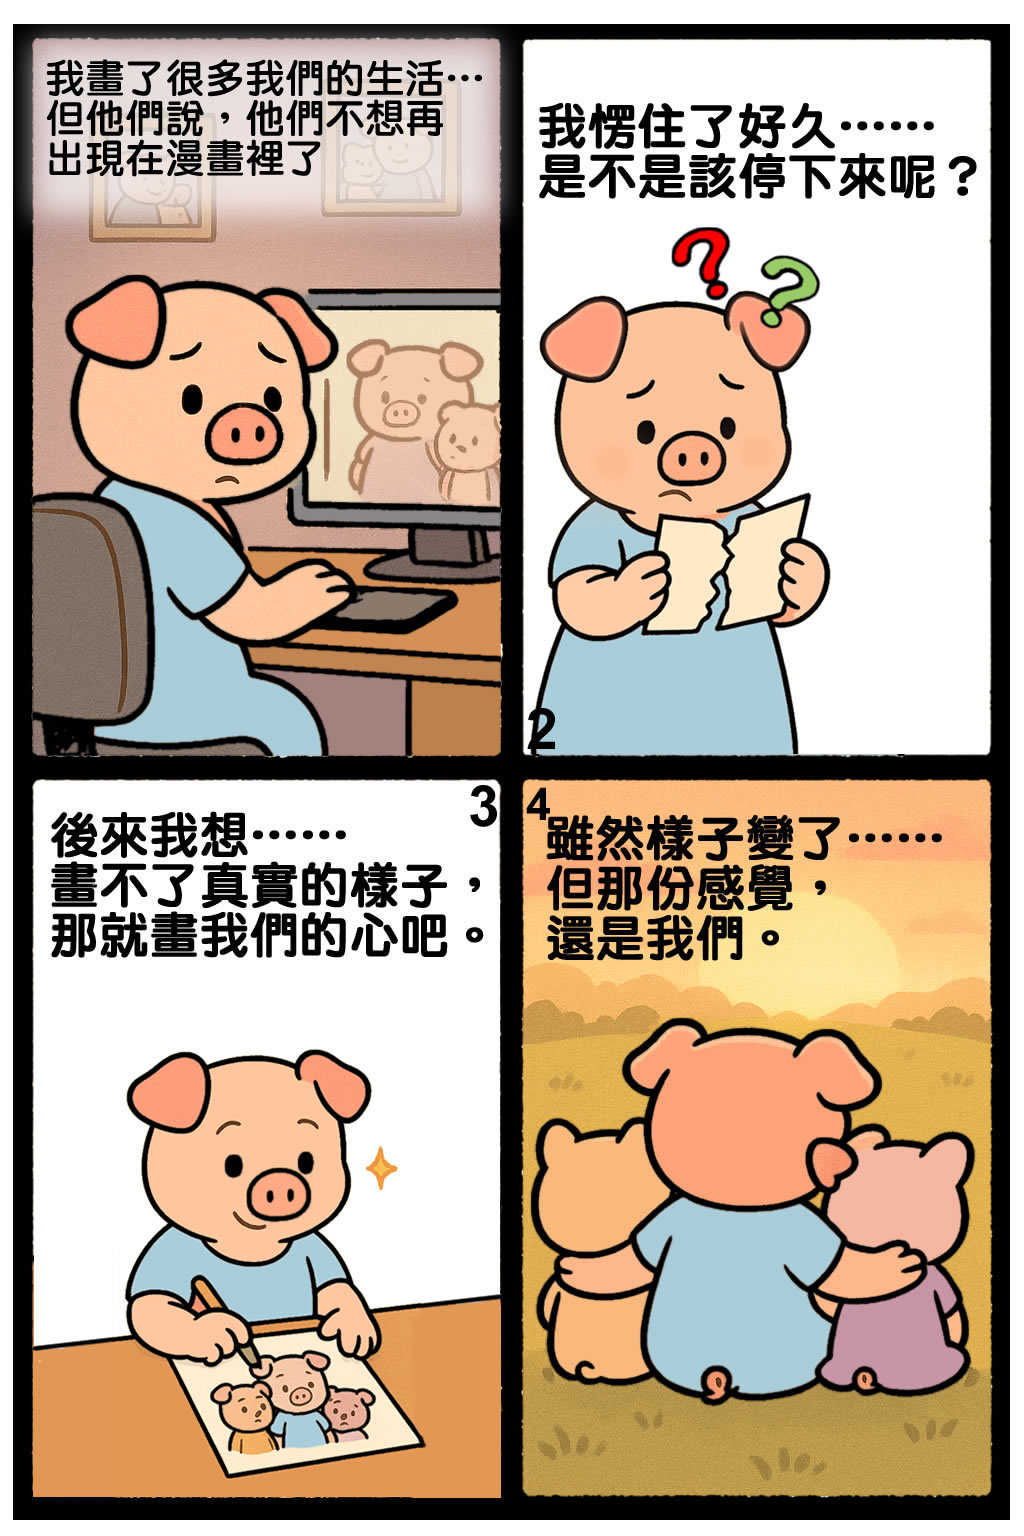 我畫了很多我們的生活⋯
但他們說，他們不想再
出現在漫畫裡了
我愣住了好久⋯⋯
是不是該停下來呢？
? ?
2
3
後來我想⋯⋯
畫不了真實的樣子，
那就畫我們的心吧。
4
雖然樣子變了⋯⋯
但那份感覺，
還是我們。